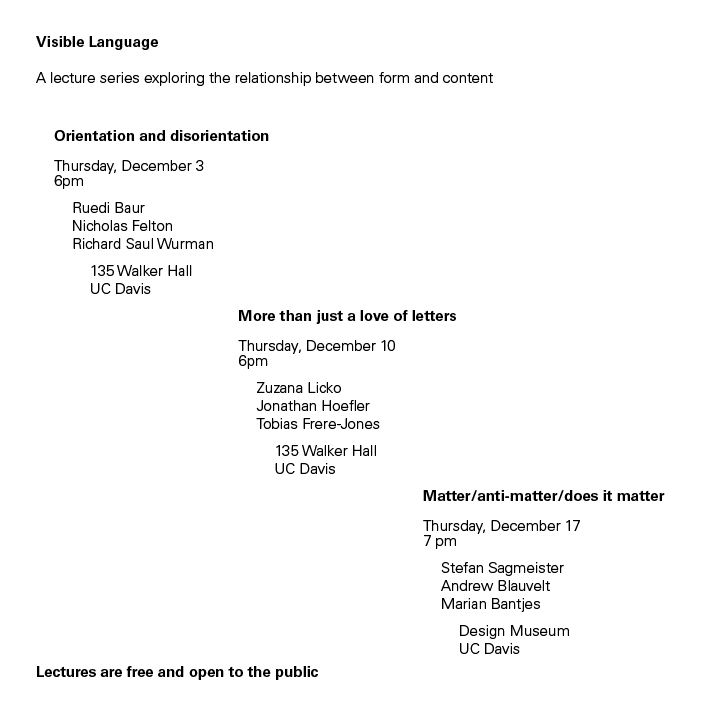 Visible Language
A lecture series exploring the relationship between form and content
Orientation and disorientation
Thursday, December 3
6pm
Ruedi Baur
Nicholas Felton
Richard Saul Wurman
135 Walker Hall
UC Davis
More than just a love of letters
Thursday, December 10
6pm
Zuzana Licko
Jonathan Hoefler
Tobias Frere-Jones
135 Walker Hall
UC Davis
Matter/anti-matter/does it matter
Thursday, December 17
7 pm
Stefan Sagmeister
Andrew Blauvelt
Marian Bantjes
Design Museum
UC Davis
Lectures are free and open to the public